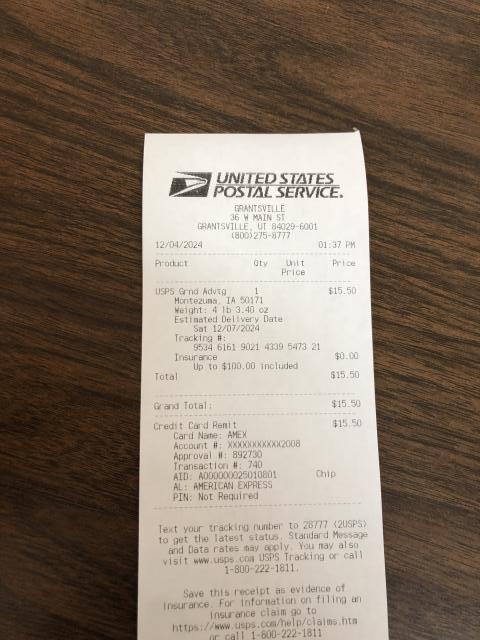 UNITED STATES
POSTAL SERVICE.
GRANTSVILLE
36 W MAIN ST
GRANTSVILLE, UT 84029-6001
(800)275-8777
12/04/2024 01:37 PM
Product Qty Unit Price
Price
USPS Grnd Advtg 1 $15.50
Montezuma, IA 50171
Weight: 4 lb 3.40 oz
Estimated Delivery Date
Sat 12/07/2024
Tracking #:
9534 6161 9021 4339 5473 21
Insurance $0.00
Up to $100.00 included
Total $15.50
Grand Total: $15.50
Credit Card Remit $15.50
Card Name: AMEX
Account #: XXXXXXXXXXX2008
Approval #: 892730
Transaction #: 740
AID: A000000025010801 Chip
AL: AMERICAN EXPRESS
PIN: Not Required
Text your tracking number to 28777 (2USPS)
to get the latest status. Standard Message
and Data rates may apply. You may also
visit www.usps.com USPS Tracking or call
1-800-222-1811.
Save this receipt as evidence of
insurance. For information on filing an
insurance claim go to
https://www.usps.com/help/claims.htm
or call 1-800-222-1811